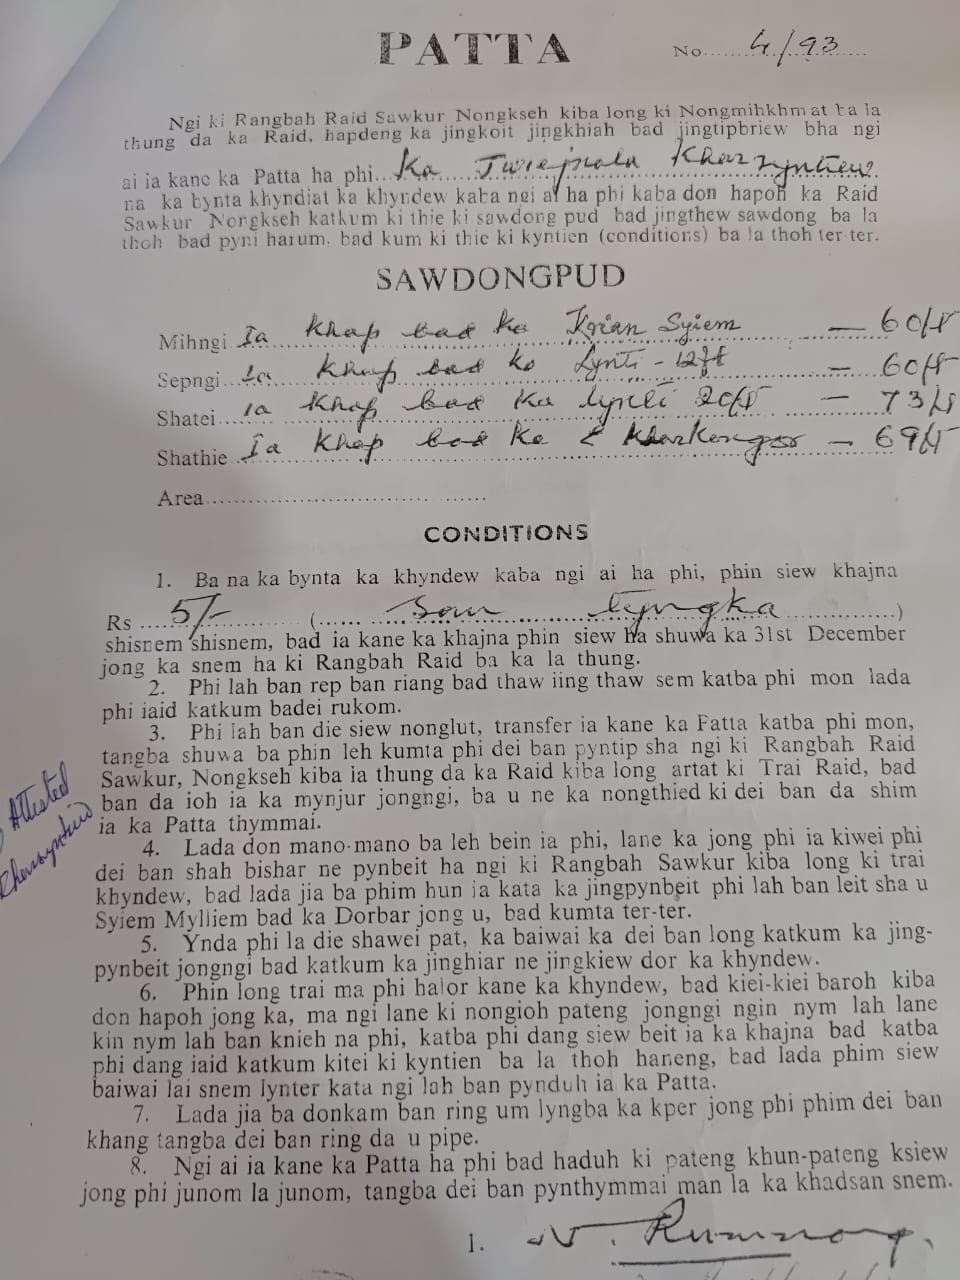 PATTA
No. 4/93
Ngi ki Rangbah Raid Sawkur Nongkseh kiba long ki Nongmihkhmat ba la
thung da ka Raid, hapdeng ka jingkoit jingkhiah bad jingtipbriew bha ngi
ai ia kane ka Patta ha phi...Ka
na ka bynta khyndiat ka khyndew kaba ngi ai ha phi kaba don hapoh ka Raid
Sawkur Nongkseh katkum ki thie ki sawdong pud bad jingthew sawdong ba la
thoh bad pyni harum, bad kum ki thie ki kyntien (conditions) ba la thoh ter-ter.
SAWDONGPUD
Mihngi Ia Khap bad ka Syiem — 60ft
Sepngi Ia Khap bad ka Lynti - 12ft — 60ft
Shatei ia Khap bad Ka lynti 20ft — 73ft
Shathie Ia Khap bad Ka Kharkongor — 69ft
Area
CONDITIONS
1. Ba na ka bynta ka khyndew kaba ngi ai ha phi, phin siew khajna
Rs 5/- (San tyngka)
shisnem shisnem, bad ia kane ka khajna phin siew ha shuwa ka 31st December
jong ka snem ha ki Rangbah Raid ba ka la thung.
2. Phi lah ban rep ban riang bad thaw iing thaw sem katba phi mon lada
phi iaid katkum badei rukom.
3. Phi lah ban die siew nonglut, transfer ia kane ka Patta katba phi mon,
tangba shuwa ba phin leh kumta phi dei ban pyntip sha ngi ki Rangbah Raid
Sawkur, Nongkseh kiba ia thung da ka Raid kiba long artat ki Trai Raid, bad
ban da ioh ia ka mynjur jongngi, ba u ne ka nongthied ki dei ban da shim
ia ka Patta thymmai.
Attested
4. Lada don mano-mano ba leh bein ia phi, lane ka jong phi ia kiwei phi
dei ban shah bishar ne pynbeit ha ngi ki Rangbah Sawkur kiba long ki trai
khyndew, bad lada jia ba phim hun ia kata ka jingpynbeit phi lah ban leit sha u
Syiem Mylliem bad ka Dorbar jong u, bad kumta ter-ter.
5. Ynda phi la die shawei pat, ka baiwai ka dei ban long katkum ka jing-
pynbeit jongngi bad katkum ka jinghiar ne jingkiew dor ka khyndew.
6. Phin long trai ma phi halor kane ka khyndew, bad kiei-kiei baroh kiba
don hapoh jong ka, ma ngi lane ki nongioh pateng jongngi ngin nym lah lane
kin nym lah ban knieh na phi, katba phi dang siew beit ia ka khajna bad katba
phi dang iaid katkum kitei ki kyntien ba la thoh haneng, bad lada phim siew
baiwai lai snem lynter kata ngi lah ban pynduh ia ka Patta.
7. Lada jia ba donkam ban ring um lyngba ka kper jong phi phim dei ban
khang tangba dei ban ring da u pipe.
8. Ngi ai ia kane ka Patta ha phi bad haduh ki pateng khun-pateng ksiew
jong phi junom la junom, tangba dei ban pynthymmai man la ka khadsan snem.
1.